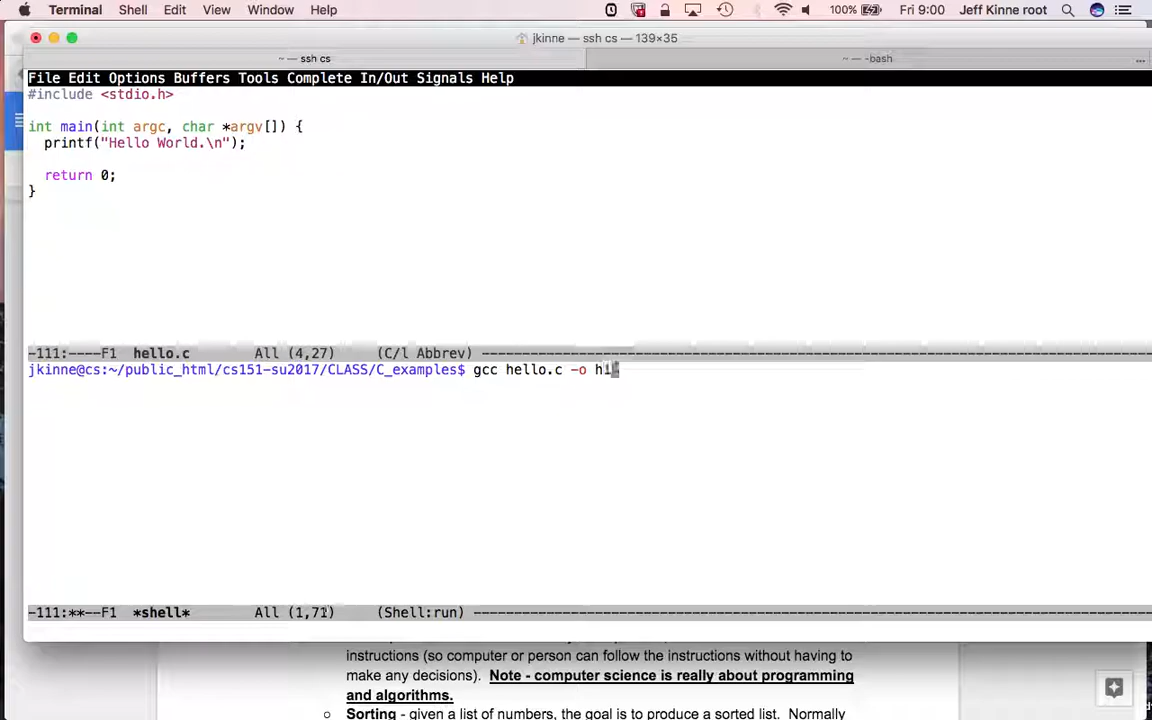 Terminal Shell Edit View Window Help 100% Fri 9:00 Jeff Kinne root
jkinne — ssh cs — 139×35
~ — ssh cs ~ — -bash ...
File Edit Options Buffers Tools Complete In/Out Signals Help
#include <stdio.h>
int main(int argc, char *argv[]) {
printf("Hello World.\n");
return 0;
}
-111:----F1 hello.c All (4,27) (C/l Abbrev) ----------------------------------------------------------------
jkinne@cs:~/public_html/cs151-su2017/CLASS/C_examples$ gcc hello.c -o
-111:**--F1 *shell* All (1,71) (Shell:run) ----------------------------------------------------------------
instructions (so computer or person can follow the instructions without having to
make any decisions). Note - computer science is really about programming
and algorithms.
○ Sorting - given a list of numbers, the goal is to produce a sorted list. Normally